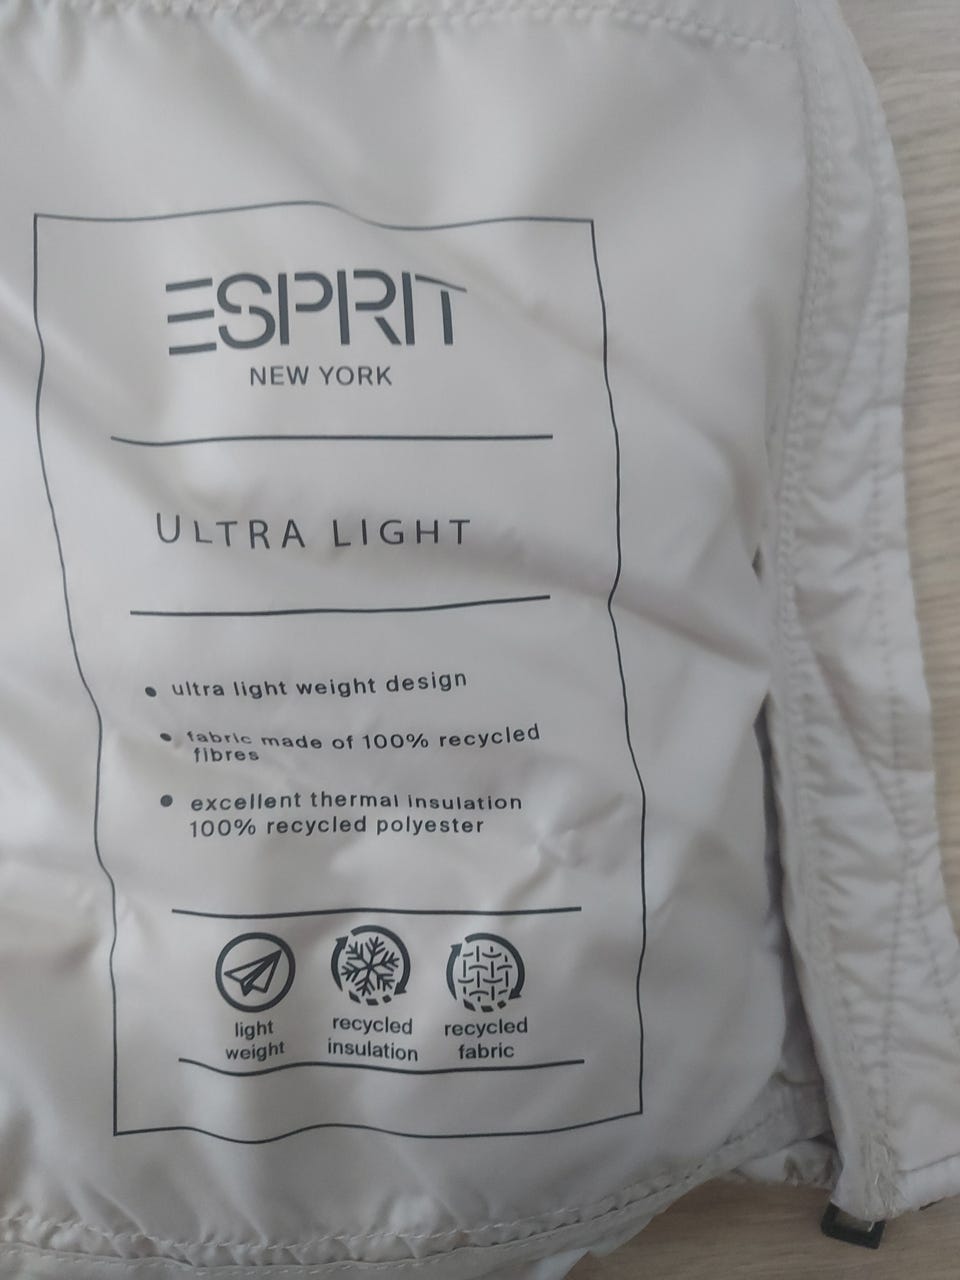 ESPRIT
NEW YORK
ULTRA LIGHT
• ultra light weight design
• fabric made of 100% recycled
fibres
• excellent thermal insulation
100% recycled polyester
light
weight
recycled
insulation
recycled
fabric